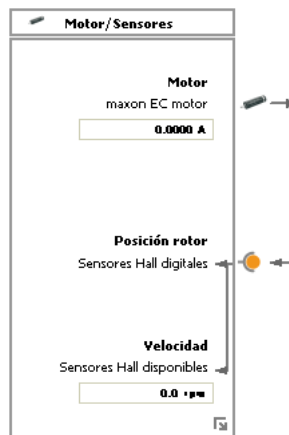 Motor/Sensores
Motor
maxon EC motor
0.0000 A
Posición rotor
Sensores Hall digitales
Velocidad
Sensores Hall disponibles
0.0 rpm